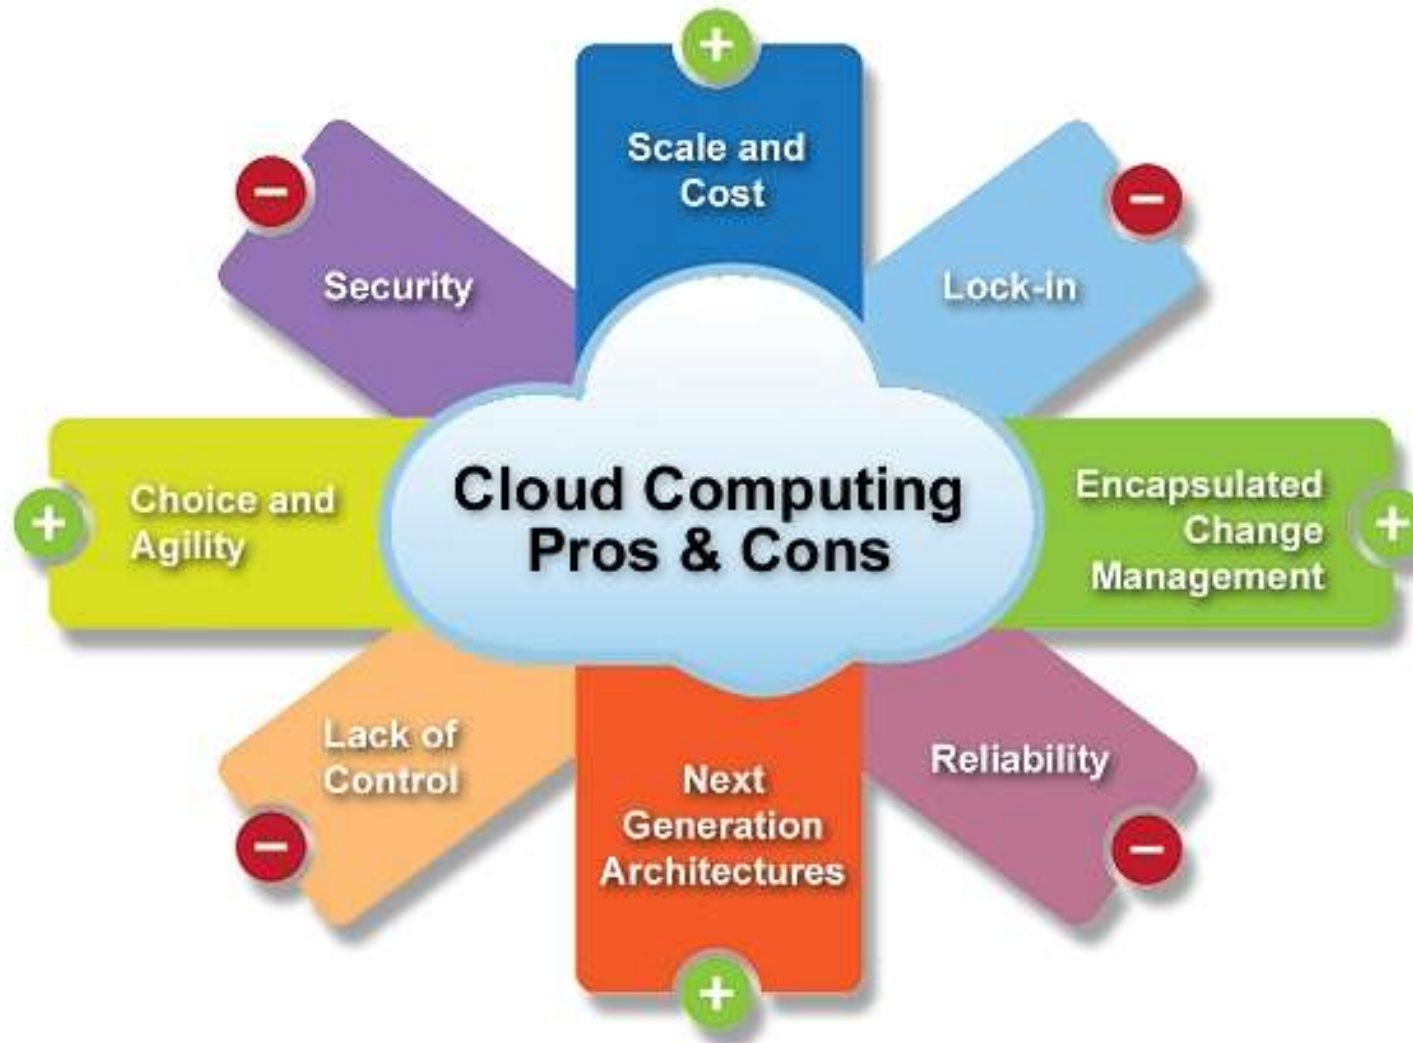 Scale and
Cost
Security
Lock-in
Cloud Computing
Pros & Cons
Choice and
Agility
Encapsulated
Change
Management
Lack of
Control
Next
Generation
Architectures
Reliability